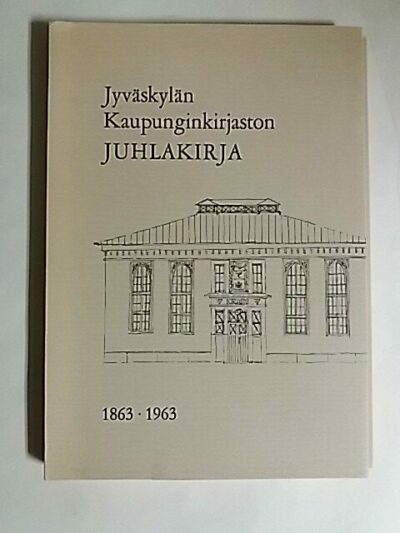 Jyväskylän
Kaupunginkirjaston
JUHLAKIRJA
1863 · 1963